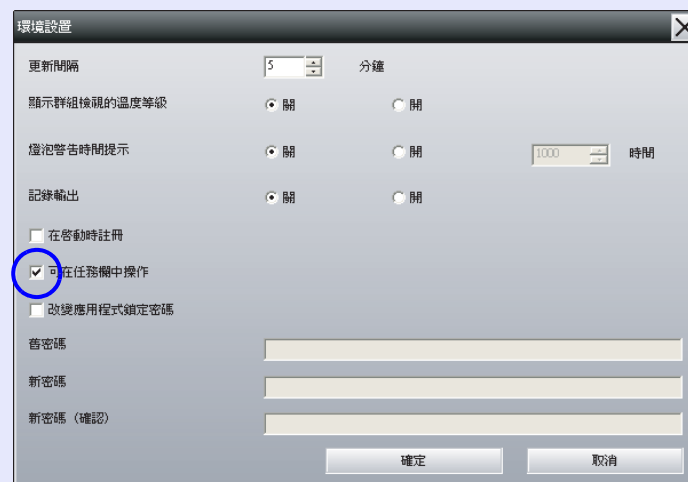 環境設置
更新間隔 5 分鐘
顯示群組檢視的溫度等級 關 開
燈泡警告時間提示 關 開 1000 時間
記錄輸出 關 開
在啓動時註冊
可在任務欄中操作
改變應用程式鎖定密碼
舊密碼
新密碼
新密碼（確認）
確定 取消